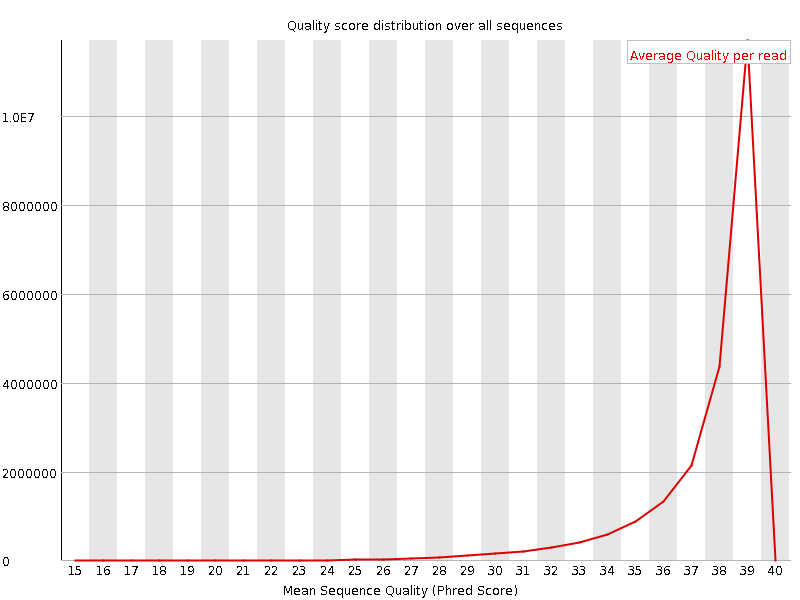 Quality score distribution over all sequences
Average Quality per read
1.0E7
8000000
6000000
4000000
2000000
0
15 16 17 18 19 20 21 22 23 24 25 26 27 28 29 30 31 32 33 34 35 36 37 38 39 40
Mean Sequence Quality (Phred Score)